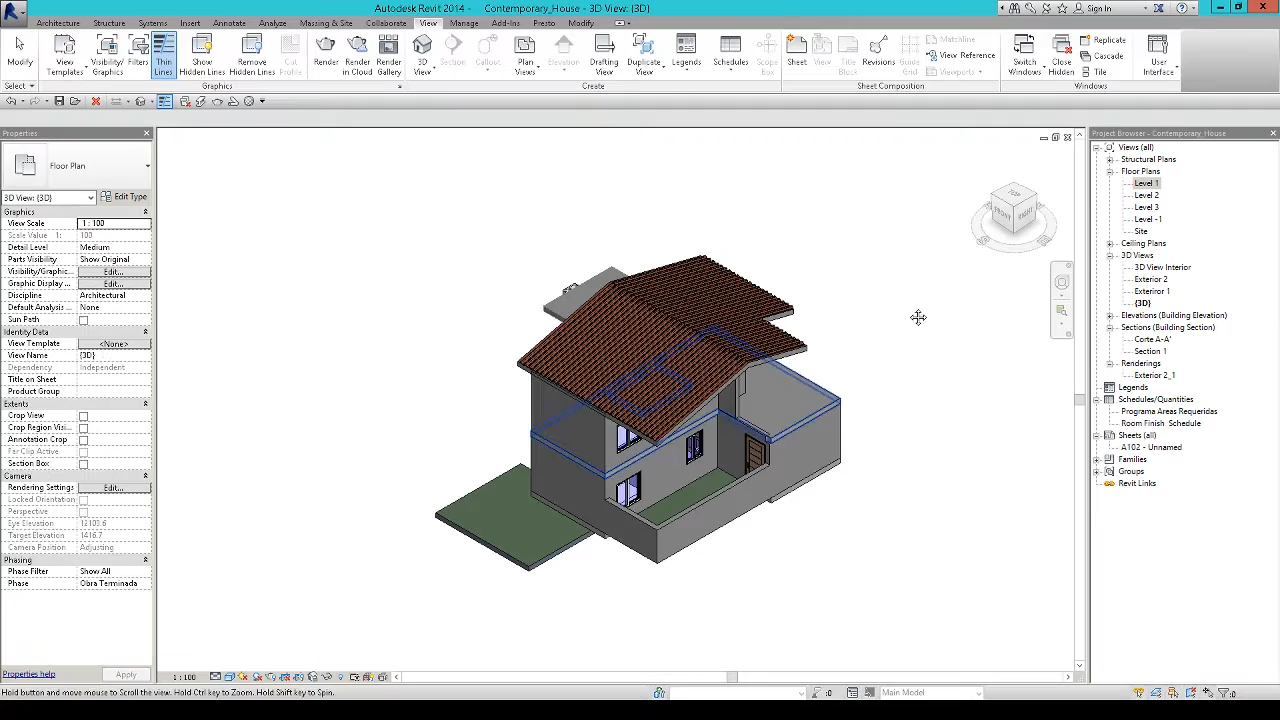 Autodesk Revit 2014 - Contemporary_House - 3D View: {3D}
Sign In
Architecture Structure Systems Insert Annotate Analyze Massing & Site Collaborate View Manage Add-Ins Presto Modify
Modify
View Templates
Visibility/ Graphics
Filters
Thin Lines
Show Hidden Lines
Remove Hidden Lines
Cut Profile
Render
Render in Cloud
Render Gallery
3D View
Section
Callout
Plan Views
Elevation
Drafting View
Duplicate View
Legends
Schedules
Scope Box
Sheet
View
Title Block
Revisions
Guide Grid
Matchline
View Reference
Viewports
Switch Windows
Close Hidden
Replicate
Cascade
Tile
User Interface
Select Graphics Create Sheet Composition Windows
Properties
Floor Plan
3D View: {3D} Edit Type
Graphics
View Scale 1 : 100
Scale Value 1: 100
Detail Level Medium
Parts Visibility Show Original
Visibility/Graphic... Edit...
Graphic Display ... Edit...
Discipline Architectural
Default Analysis ... None
Sun Path
Identity Data
View Template <None>
View Name {3D}
Dependency Independent
Title on Sheet
Product Group
Extents
Crop View
Crop Region Visi...
Annotation Crop
Far Clip Active
Section Box
Camera
Rendering Settings Edit...
Locked Orientation
Perspective
Eye Elevation 12103.6
Target Elevation 1416.7
Camera Position Adjusting
Phasing
Phase Filter Show All
Phase Obra Terminada
Properties help Apply
TOP
FRONT RIGHT
1 : 100
Project Browser - Contemporary_House
Views (all)
Structural Plans
Floor Plans
Level 1
Level 2
Level 3
Level -1
Site
Ceiling Plans
3D Views
3D View Interior
Exterior 2
Exterrior 1
{3D}
Elevations (Building Elevation)
Sections (Building Section)
Corte A-A'
Section 1
Renderings
Exterior 2_1
Legends
Schedules/Quantities
Programa Areas Requeridas
Room Finish Schedule
Sheets (all)
A102 - Unnamed
Families
Groups
Revit Links
Hold button and move mouse to Scroll the view. Hold Ctrl key to Zoom. Hold Shift key to Spin.
:0
Main Model
:0